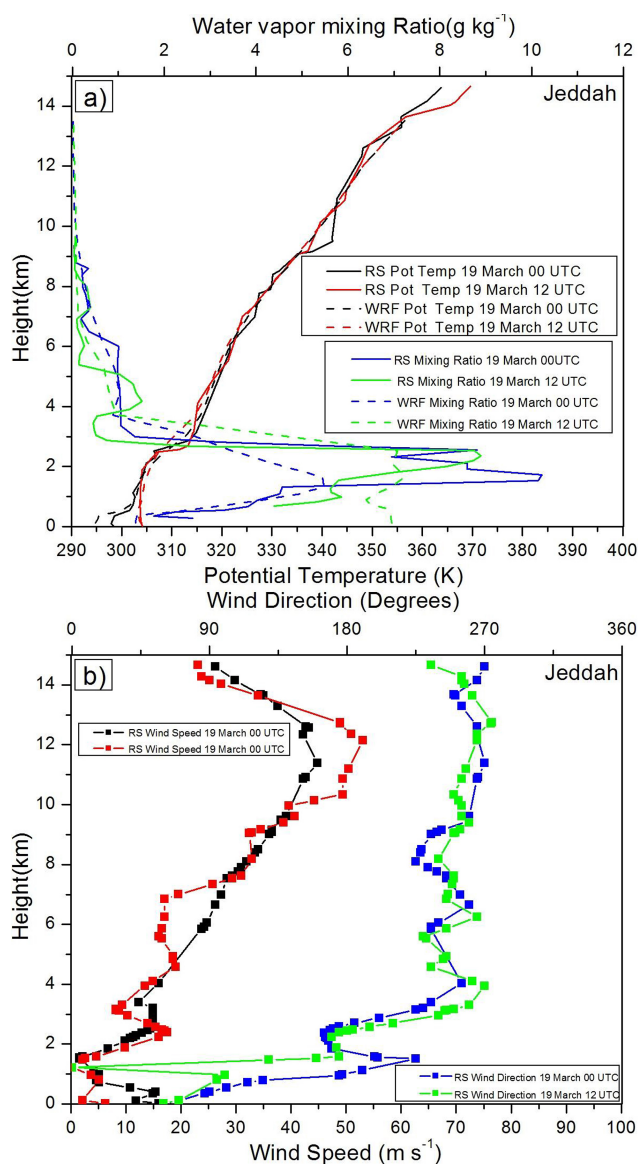 Water vapor mixing Ratio(g kg⁻¹)
0 2 4 6 8 10 12
a)
Jeddah
14
12
10
8
6
4
2
0
Height(km)
RS Pot Temp 19 March 00 UTC
RS Pot Temp 19 March 12 UTC
WRF Pot Temp 19 March 00 UTC
WRF Pot Temp 19 March 12 UTC
RS Mixing Ratio 19 March 00UTC
RS Mixing Ratio 19 March 12 UTC
WRF Mixing Ratio 19 March 00 UTC
WRF Mixing Ratio 19 March 12 UTC
290 300 310 320 330 340 350 360 370 380 390 400
Potential Temperature (K)
Wind Direction (Degrees)
0 90 180 270 360
b)
Jeddah
14
12
10
8
6
4
2
0
Height(km)
RS Wind Speed 19 March 00 UTC
RS Wind Speed 19 March 00 UTC
RS Wind Direction 19 March 00 UTC
RS Wind Direction 19 March 12 UTC
0 10 20 30 40 50 60 70 80 90 100
Wind Speed (m s⁻¹)